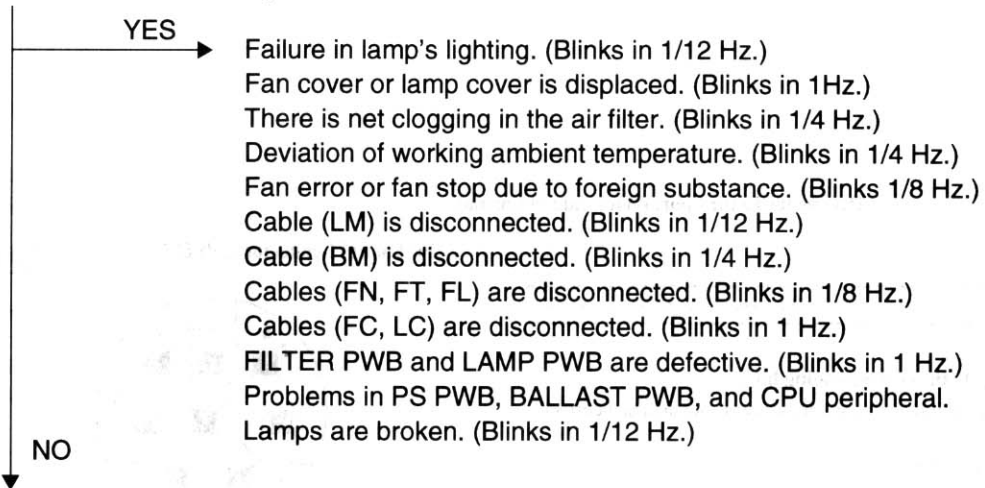 YES
Failure in lamp's lighting. (Blinks in 1/12 Hz.)
Fan cover or lamp cover is displaced. (Blinks in 1Hz.)
There is net clogging in the air filter. (Blinks in 1/4 Hz.)
Deviation of working ambient temperature. (Blinks in 1/4 Hz.)
Fan error or fan stop due to foreign substance. (Blinks 1/8 Hz.)
Cable (LM) is disconnected. (Blinks in 1/12 Hz.)
Cable (BM) is disconnected. (Blinks in 1/4 Hz.)
Cables (FN, FT, FL) are disconnected. (Blinks in 1/8 Hz.)
Cables (FC, LC) are disconnected. (Blinks in 1 Hz.)
FILTER PWB and LAMP PWB are defective. (Blinks in 1 Hz.)
Problems in PS PWB, BALLAST PWB, and CPU peripheral.
Lamps are broken. (Blinks in 1/12 Hz.)
NO